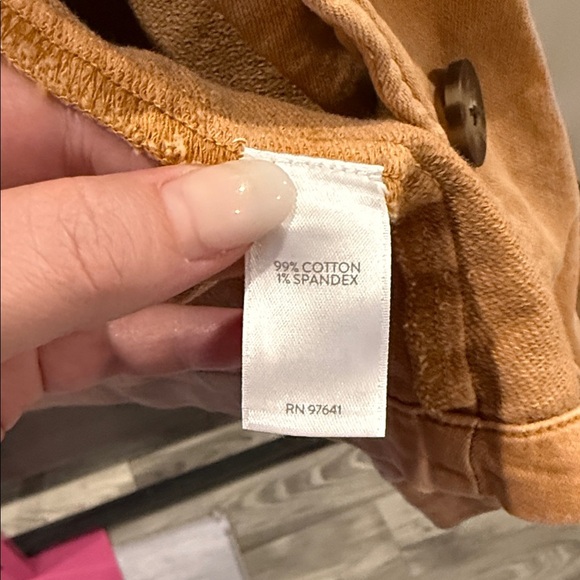 99% COTTON
1% SPANDEX
RN 97641